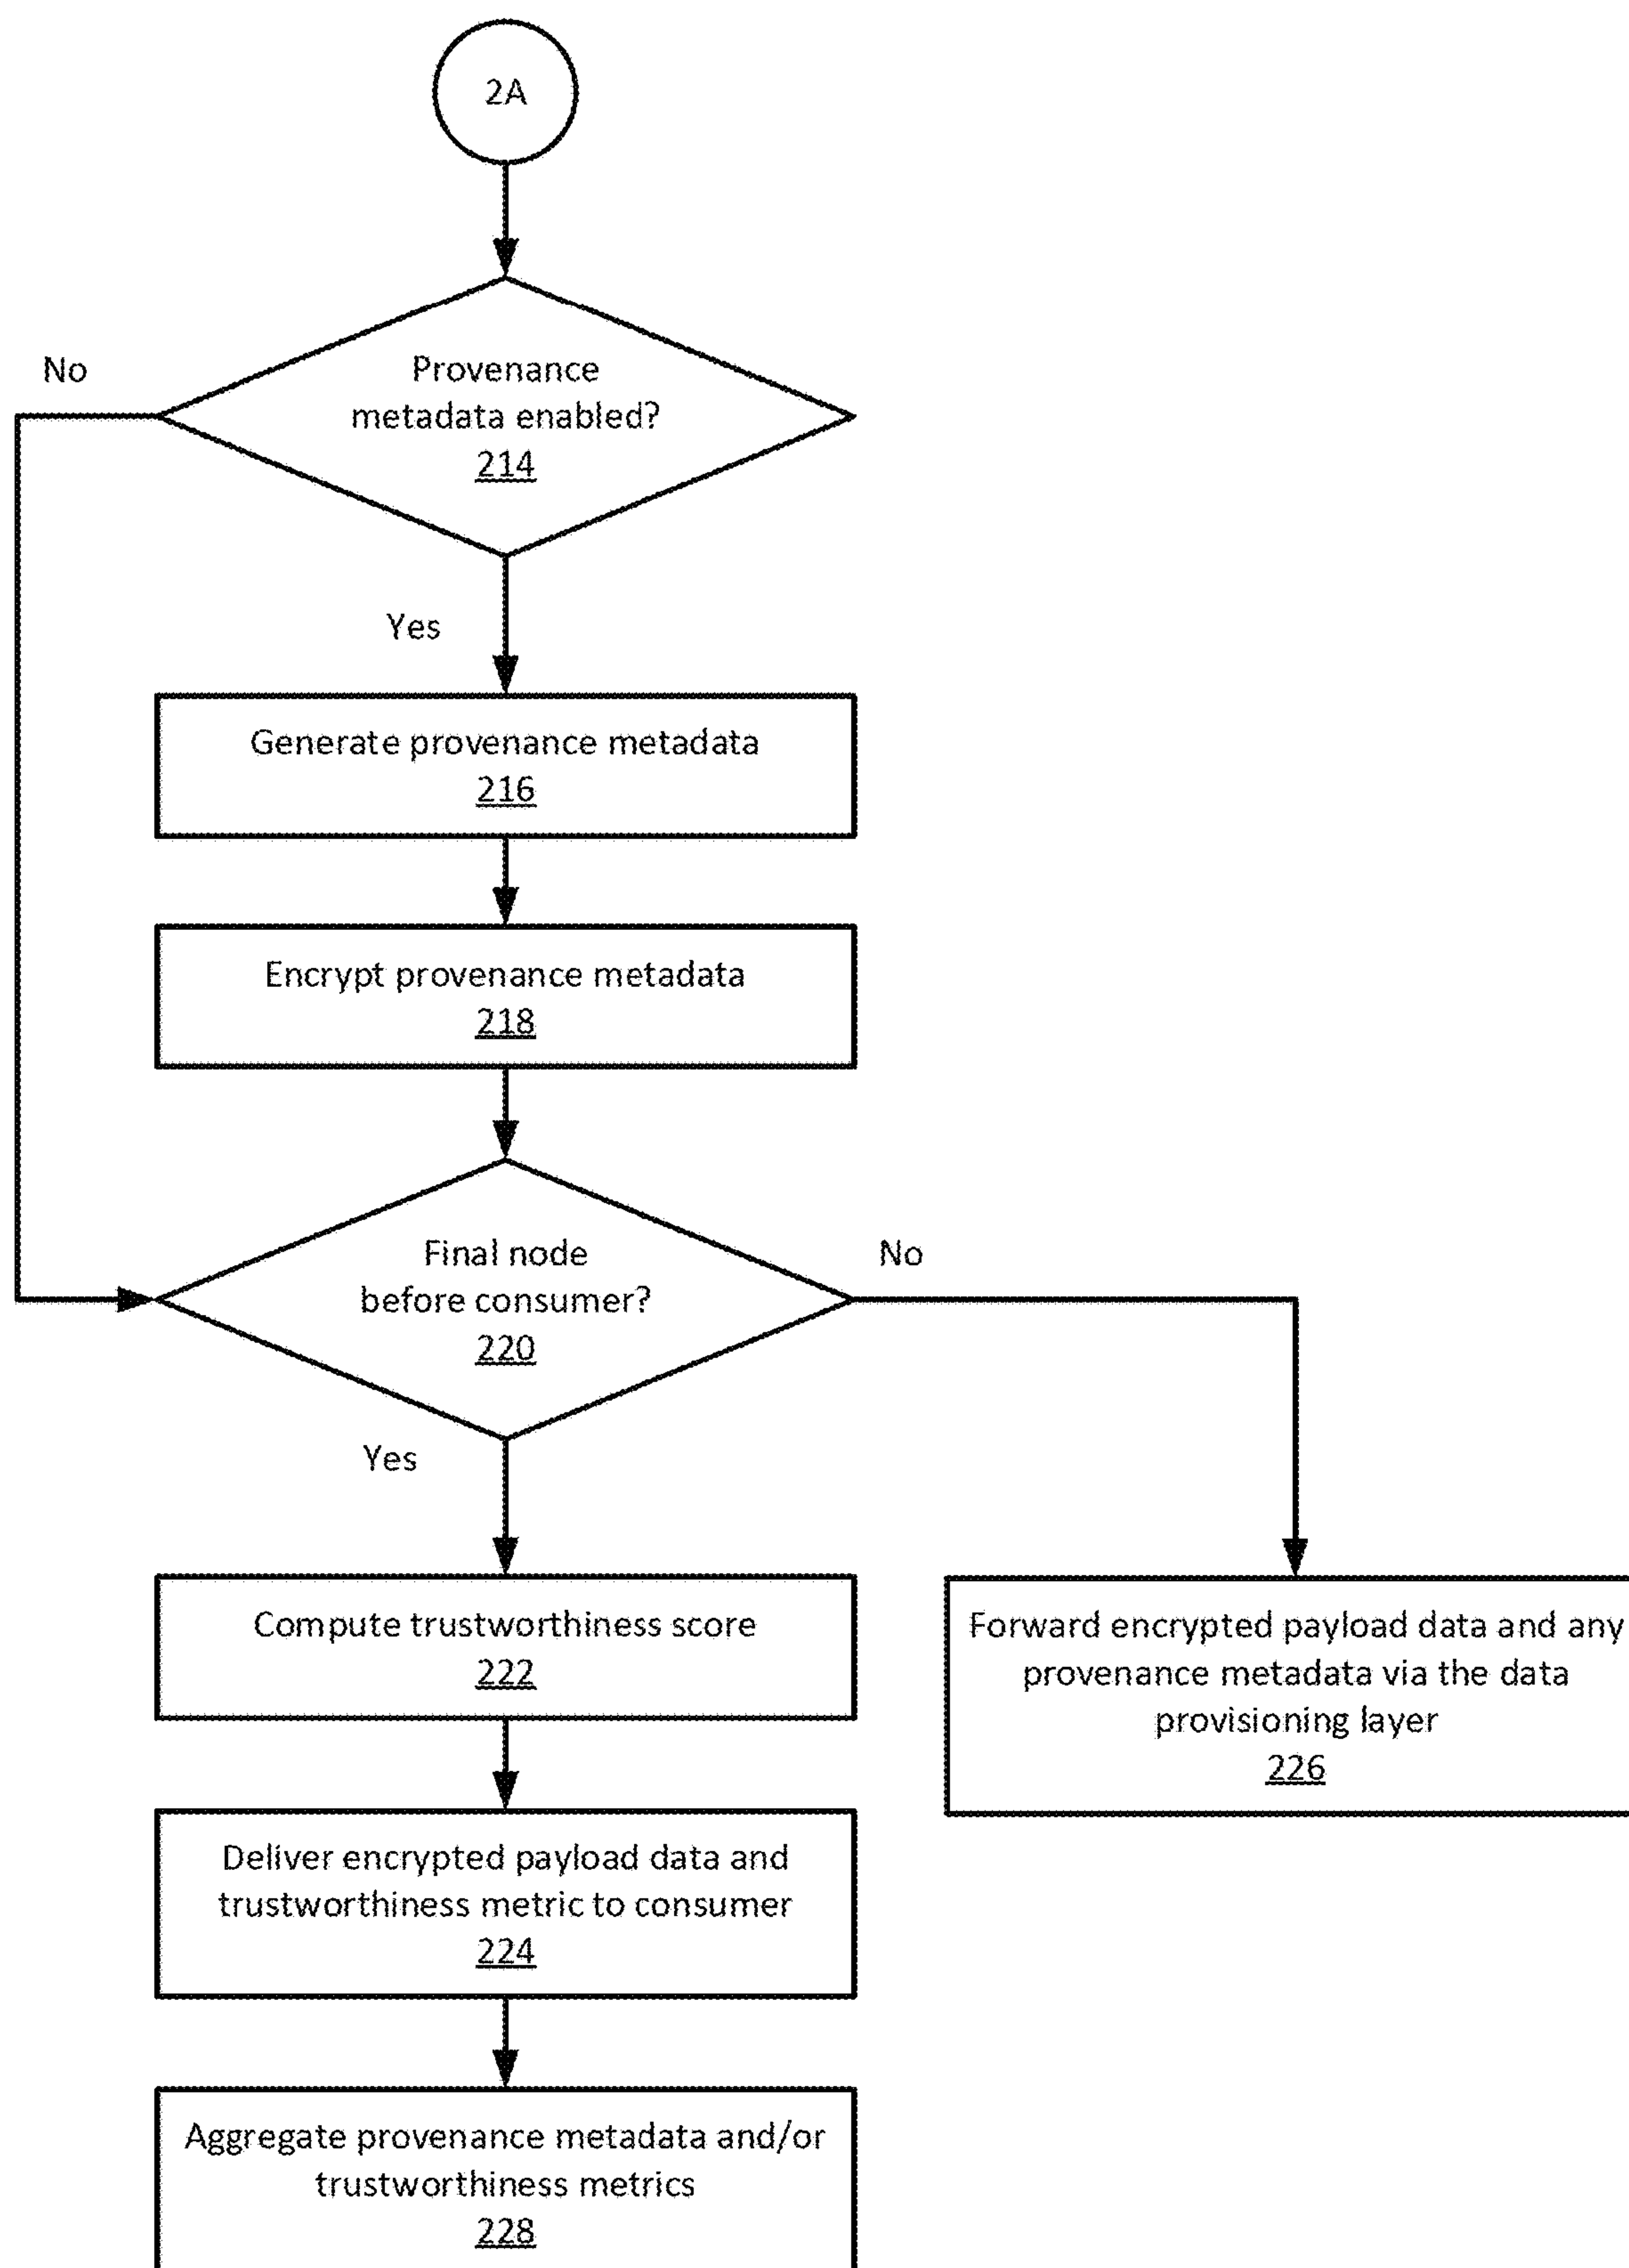 2A
No
Provenance
metadata enabled?
214
Yes
Generate provenance metadata
216
Encrypt provenance metadata
218
Final node
before consumer?
220
No
Yes
Compute trustworthiness score
222
Forward encrypted payload data and any
provenance metadata via the data
provisioning layer
226
Deliver encrypted payload data and
trustworthiness metric to consumer
224
Aggregate provenance metadata and/or
trustworthiness metrics
228